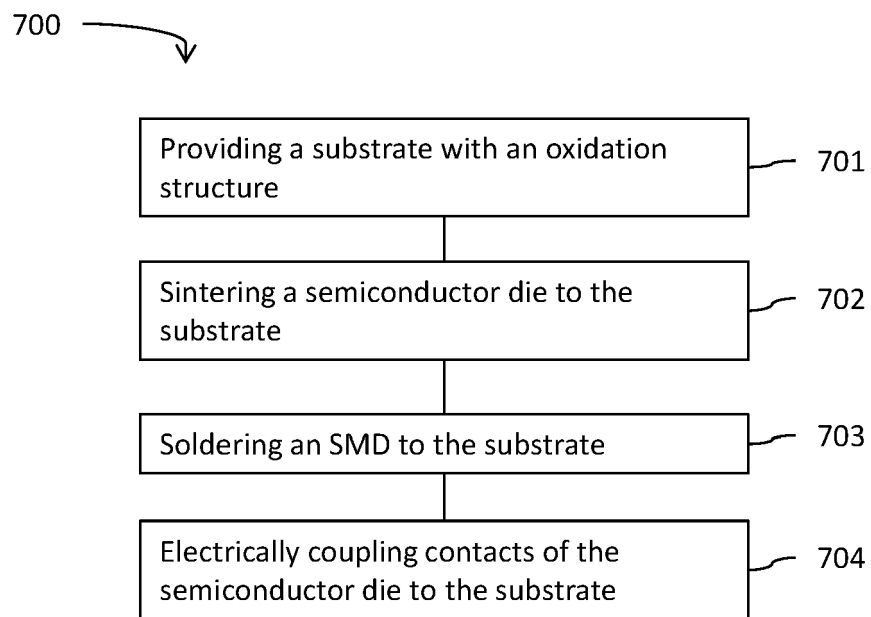 700
Providing a substrate with an oxidation
structure
701
Sintering a semiconductor die to the
substrate
702
Soldering an SMD to the substrate
703
Electrically coupling contacts of the
semiconductor die to the substrate
704